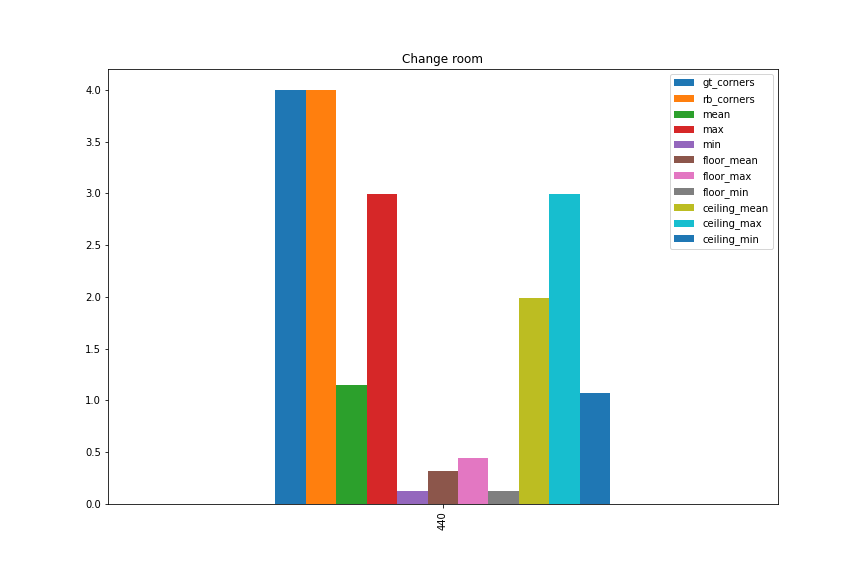 Change room
4.0
3.5
3.0
2.5
2.0
1.5
1.0
0.5
0.0
440
gt_corners
rb_corners
mean
max
min
floor_mean
floor_max
floor_min
ceiling_mean
ceiling_max
ceiling_min